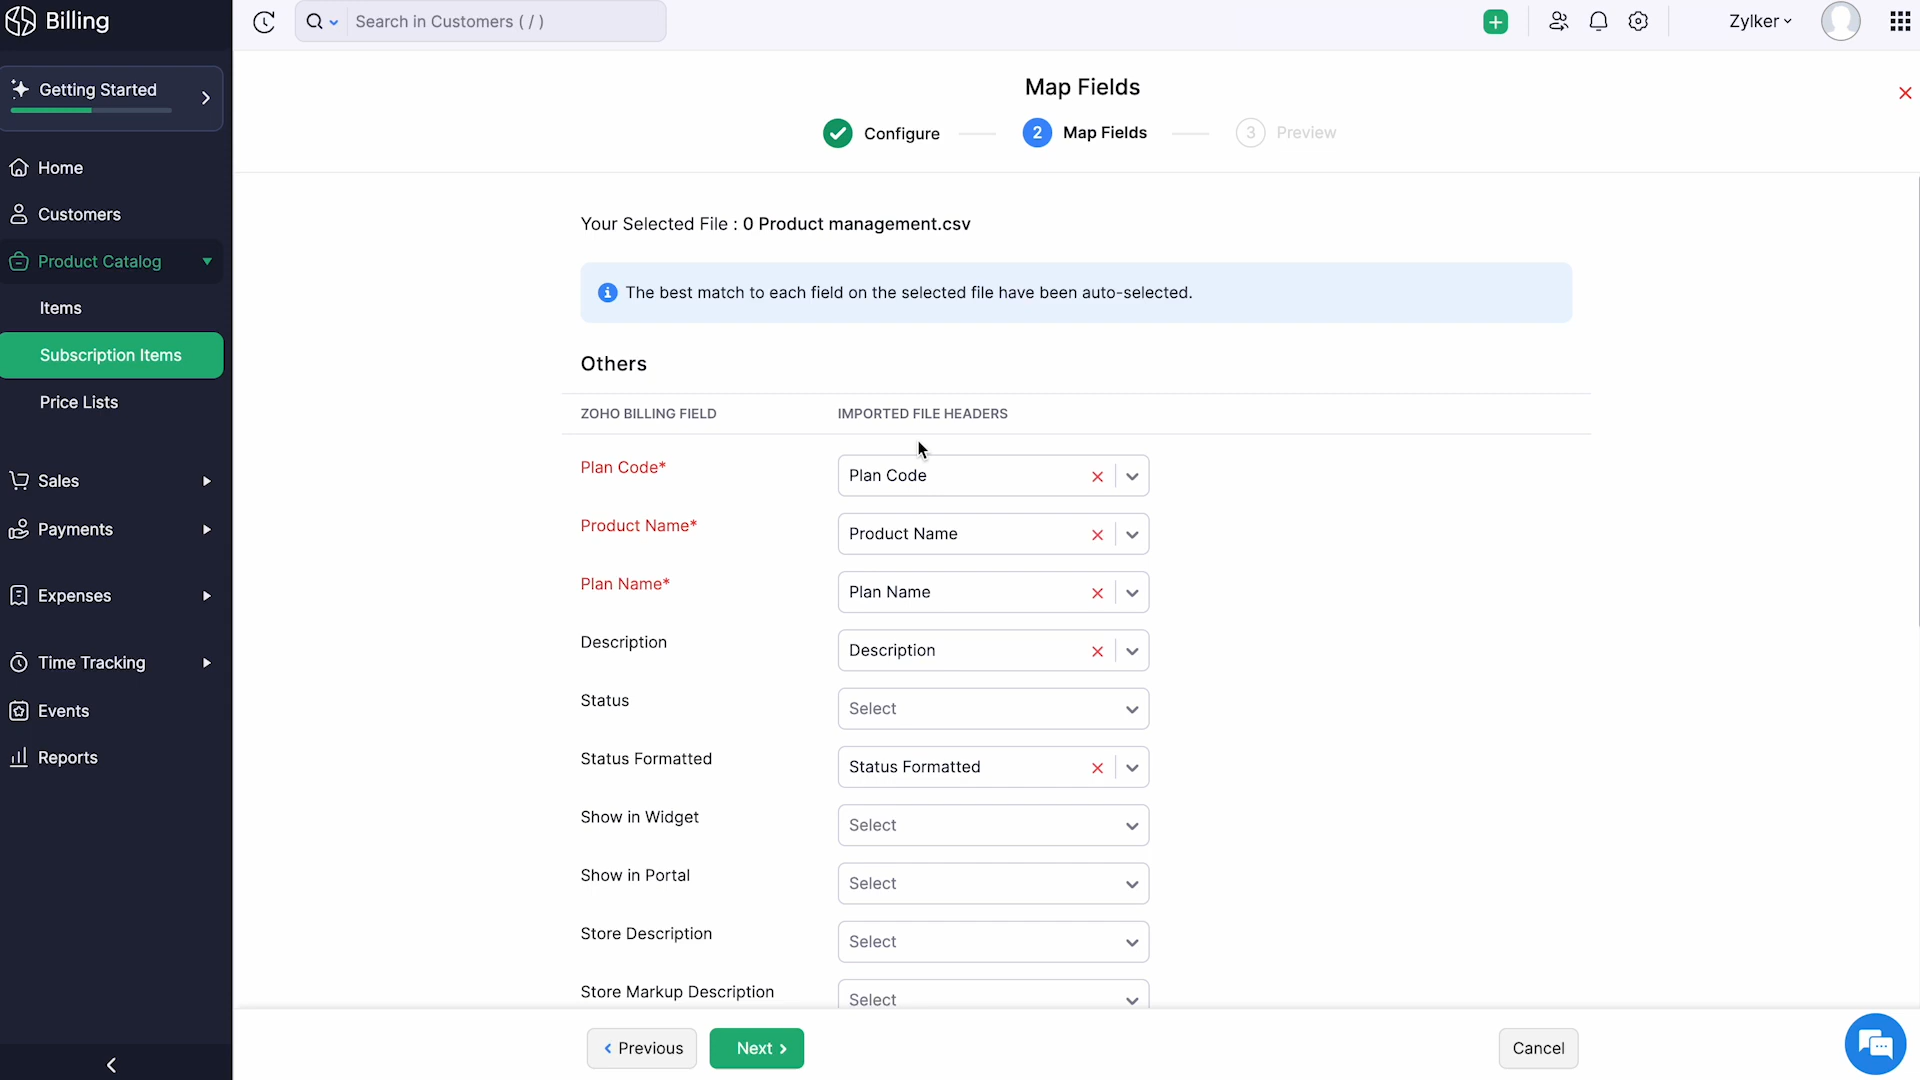 Billing
Search in Customers ( / )
Zylker
Getting Started
Home
Customers
Product Catalog
Items
Subscription Items
Price Lists
Sales
Payments
Expenses
Time Tracking
Events
Reports
Map Fields
Configure
2 Map Fields
3 Preview
Your Selected File : 0 Product management.csv
The best match to each field on the selected file have been auto-selected.
Others
ZOHO BILLING FIELD IMPORTED FILE HEADERS
Plan Code* Plan Code
Product Name* Product Name
Plan Name* Plan Name
Description Description
Status Select
Status Formatted Status Formatted
Show in Widget Select
Show in Portal Select
Store Description Select
Store Markup Description Select
Previous Next Cancel